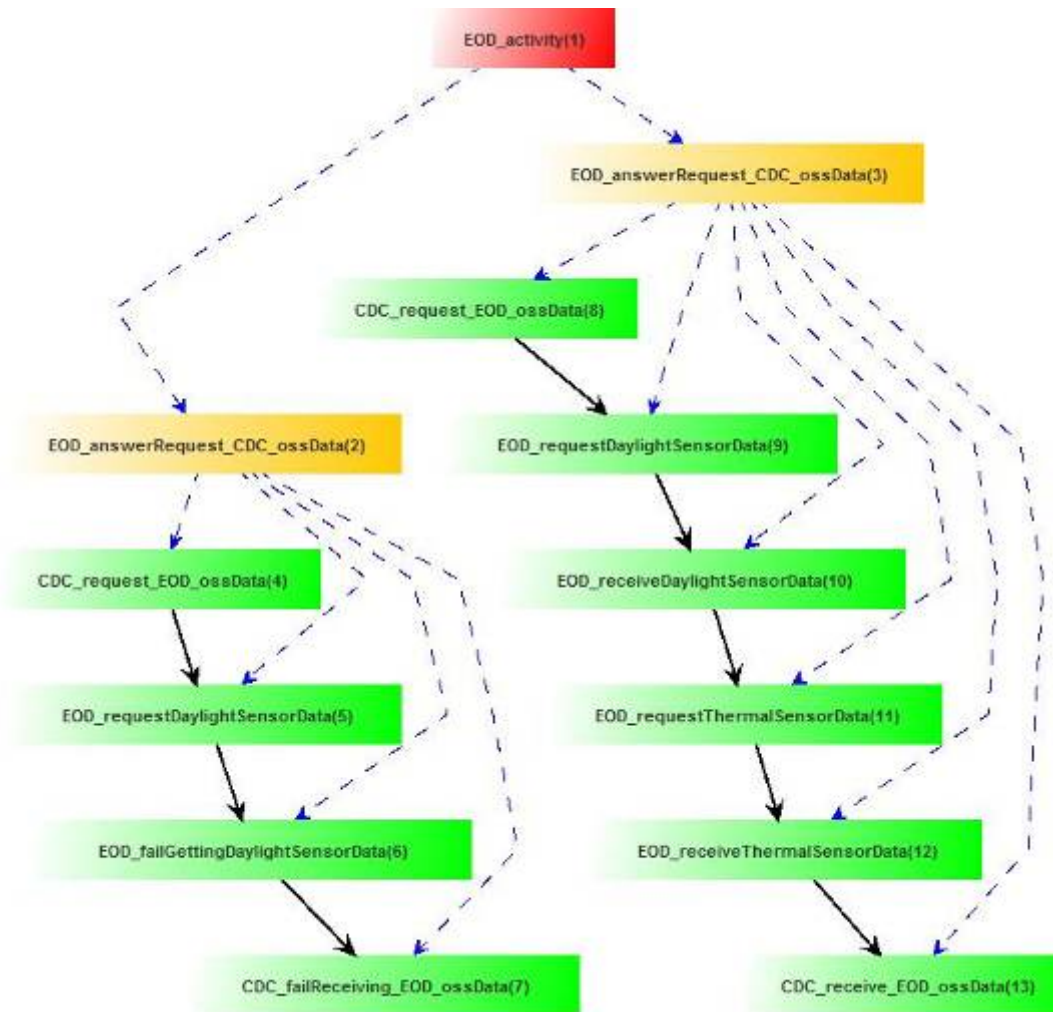 EOD_activity(1)
EOD_answerRequest_CDC_ossData(3)
CDC_request_EOD_ossData(8)
EOD_answerRequest_CDC_ossData(2)
EOD_requestDaylightSensorData(9)
CDC_request_EOD_ossData(4)
EOD_receiveDaylightSensorData(10)
EOD_requestDaylightSensorData(5)
EOD_requestThermalSensorData(11)
EOD_failGettingDaylightSensorData(6)
EOD_receiveThermalSensorData(12)
CDC_failReceiving_EOD_ossData(7)
CDC_receive_EOD_ossData(13)